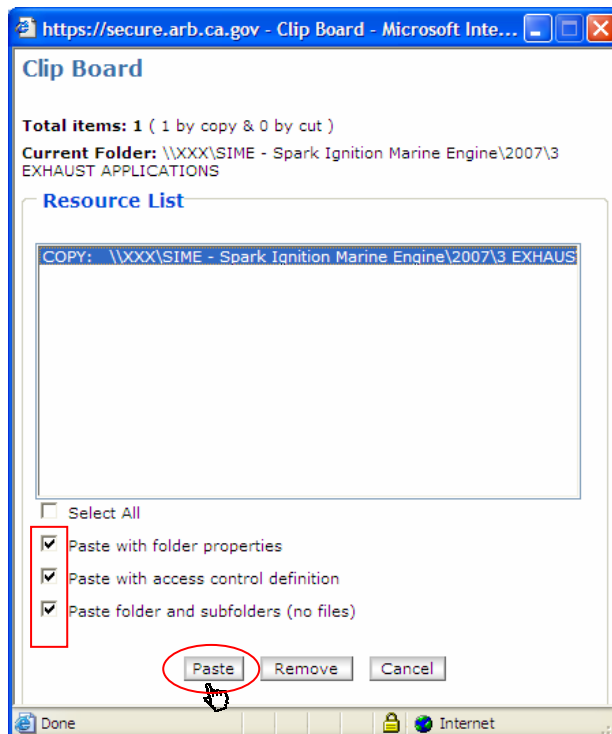 https://secure.arb.ca.gov - Clip Board - Microsoft Inte...
Clip Board
Total items: 1 ( 1 by copy & 0 by cut )
Current Folder: \\XXX\SIME - Spark Ignition Marine Engine\2007\3
EXHAUST APPLICATIONS
Resource List
COPY: \\XXX\SIME - Spark Ignition Marine Engine\2007\3 EXHAUS
Select All
Paste with folder properties
Paste with access control definition
Paste folder and subfolders (no files)
Paste Remove Cancel
Done Internet